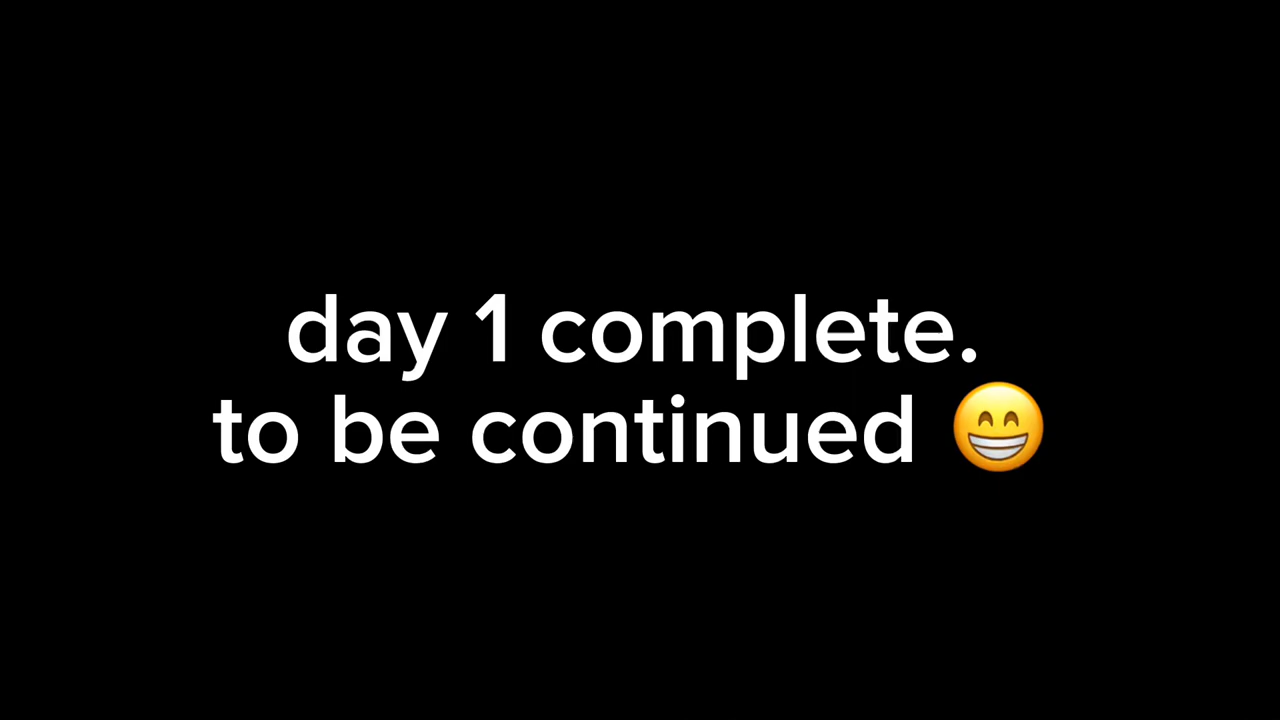 day 1 complete.
to be continued 😁